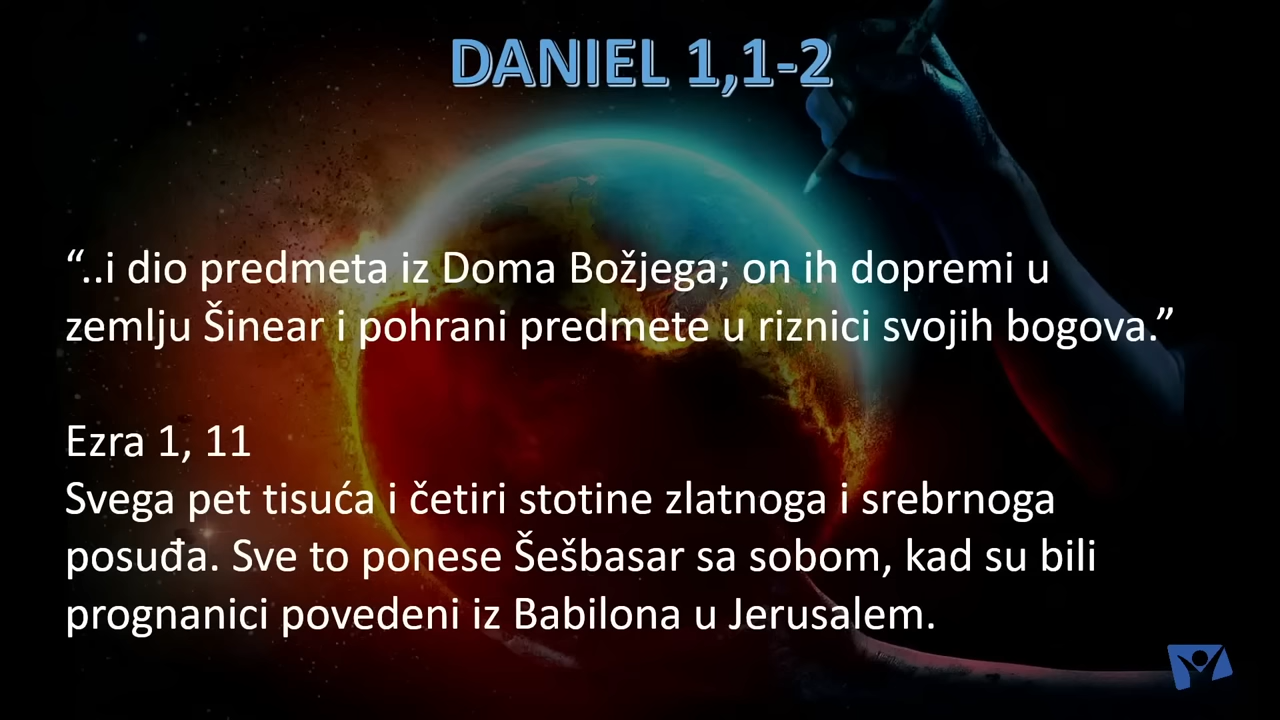 DANIEL 1,1-2
“..i dio predmeta iz Doma Božjega; on ih dopremi u
zemlju Šinear i pohrani predmete u riznici svojih bogova.”
Ezra 1, 11
Svega pet tisuća i četiri stotine zlatnoga i srebrnoga
posuđa. Sve to ponese Šešbasar sa sobom, kad su bili
prognanici povedeni iz Babilona u Jerusalem.